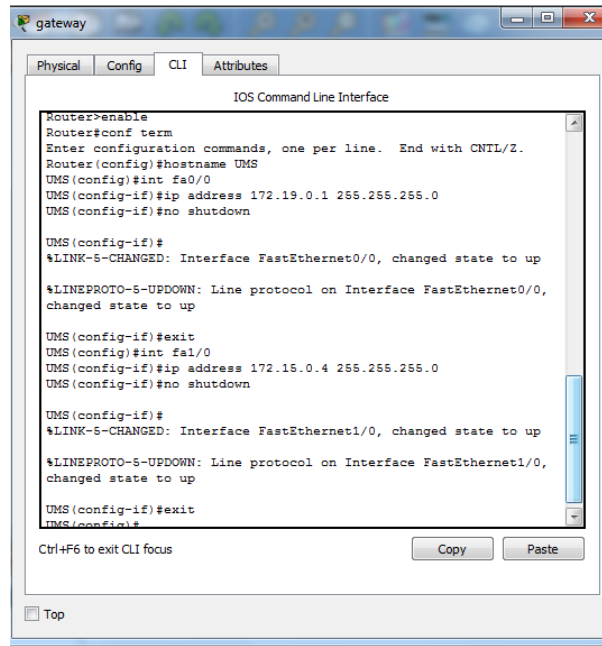 gateway
Physical Config CLI Attributes
IOS Command Line Interface
Router>enable
Router#conf term
Enter configuration commands, one per line.  End with CNTL/Z.
Router(config)#hostname UMS
UMS(config)#int fa0/0
UMS(config-if)#ip address 172.19.0.1 255.255.255.0
UMS(config-if)#no shutdown
UMS(config-if)#
%LINK-5-CHANGED: Interface FastEthernet0/0, changed state to up
%LINEPROTO-5-UPDOWN: Line protocol on Interface FastEthernet0/0,
changed state to up
UMS(config-if)#exit
UMS(config)#int fa1/0
UMS(config-if)#ip address 172.15.0.4 255.255.255.0
UMS(config-if)#no shutdown
UMS(config-if)#
%LINK-5-CHANGED: Interface FastEthernet1/0, changed state to up
%LINEPROTO-5-UPDOWN: Line protocol on Interface FastEthernet1/0,
changed state to up
UMS(config-if)#exit
UMS(config)#
Ctrl+F6 to exit CLI focus
Copy Paste
Top